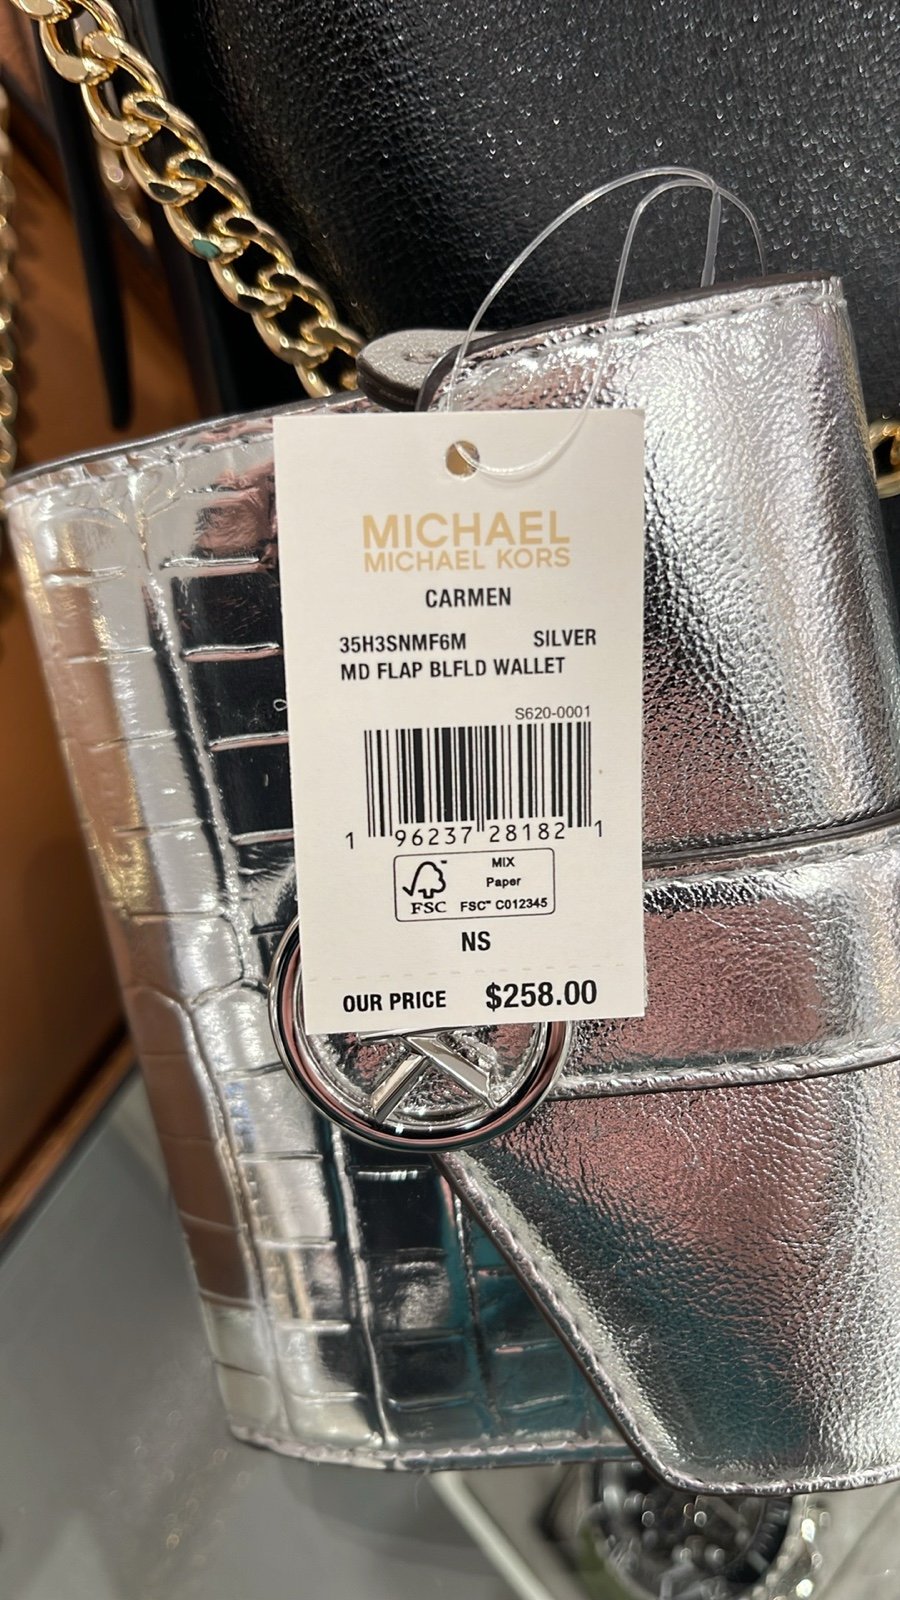 MICHAEL
MICHAEL KORS
CARMEN
35H3SNMF6M SILVER
MD FLAP BLFLD WALLET
S620-0001
1 96237 28182 1
FSC™ MIX
Paper
FSC™ C012345
NS
OUR PRICE $258.00